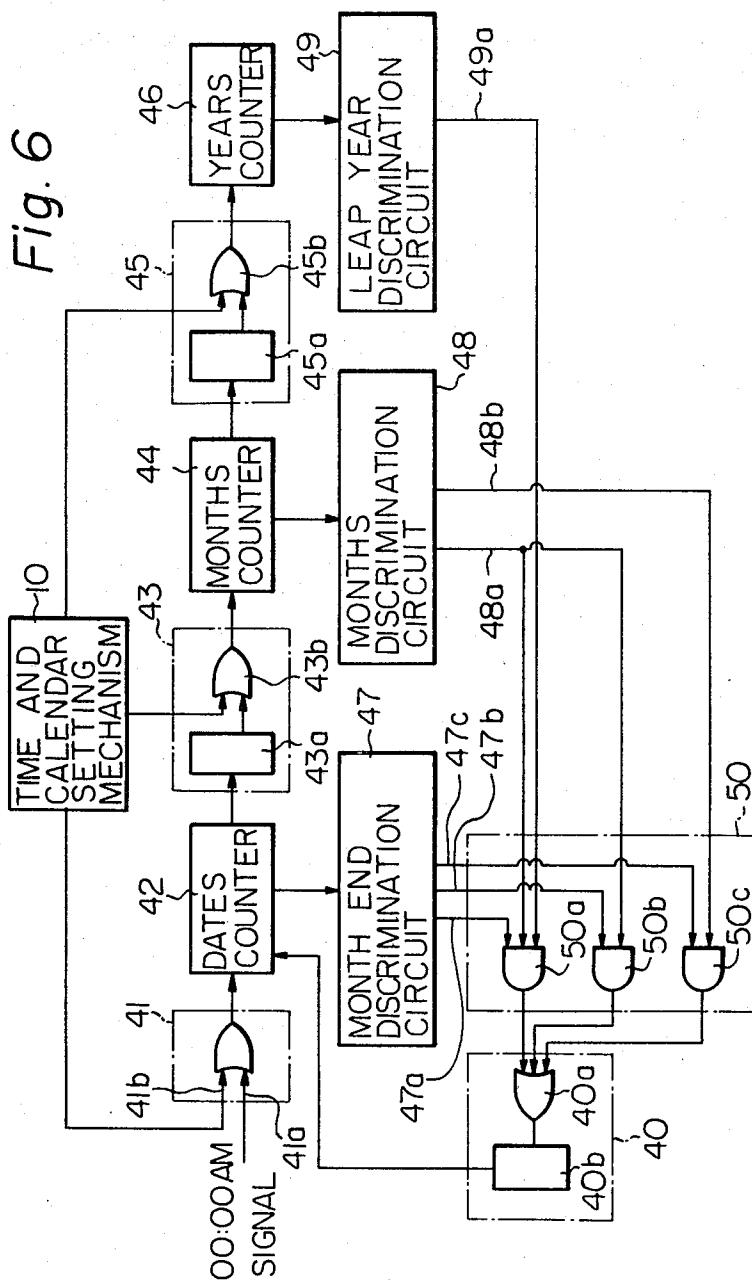 Fig. 6
TIME AND
CALENDAR
SETTING
MECHANISM
10
00:00AM
SIGNAL
41b
41a
41
DATES
COUNTER
42
43
43a
43b
MONTHS
COUNTER
44
45
45a
45b
YEARS
COUNTER
46
MONTH END
DISCRIMINATION
CIRCUIT
47
47a
47c
47b
MONTHS
DISCRIMINATION
CIRCUIT
48
48a
48b
LEAP YEAR
DISCRIMINATION
CIRCUIT
49
49a
50
50a
50b
50c
40a
40b
40